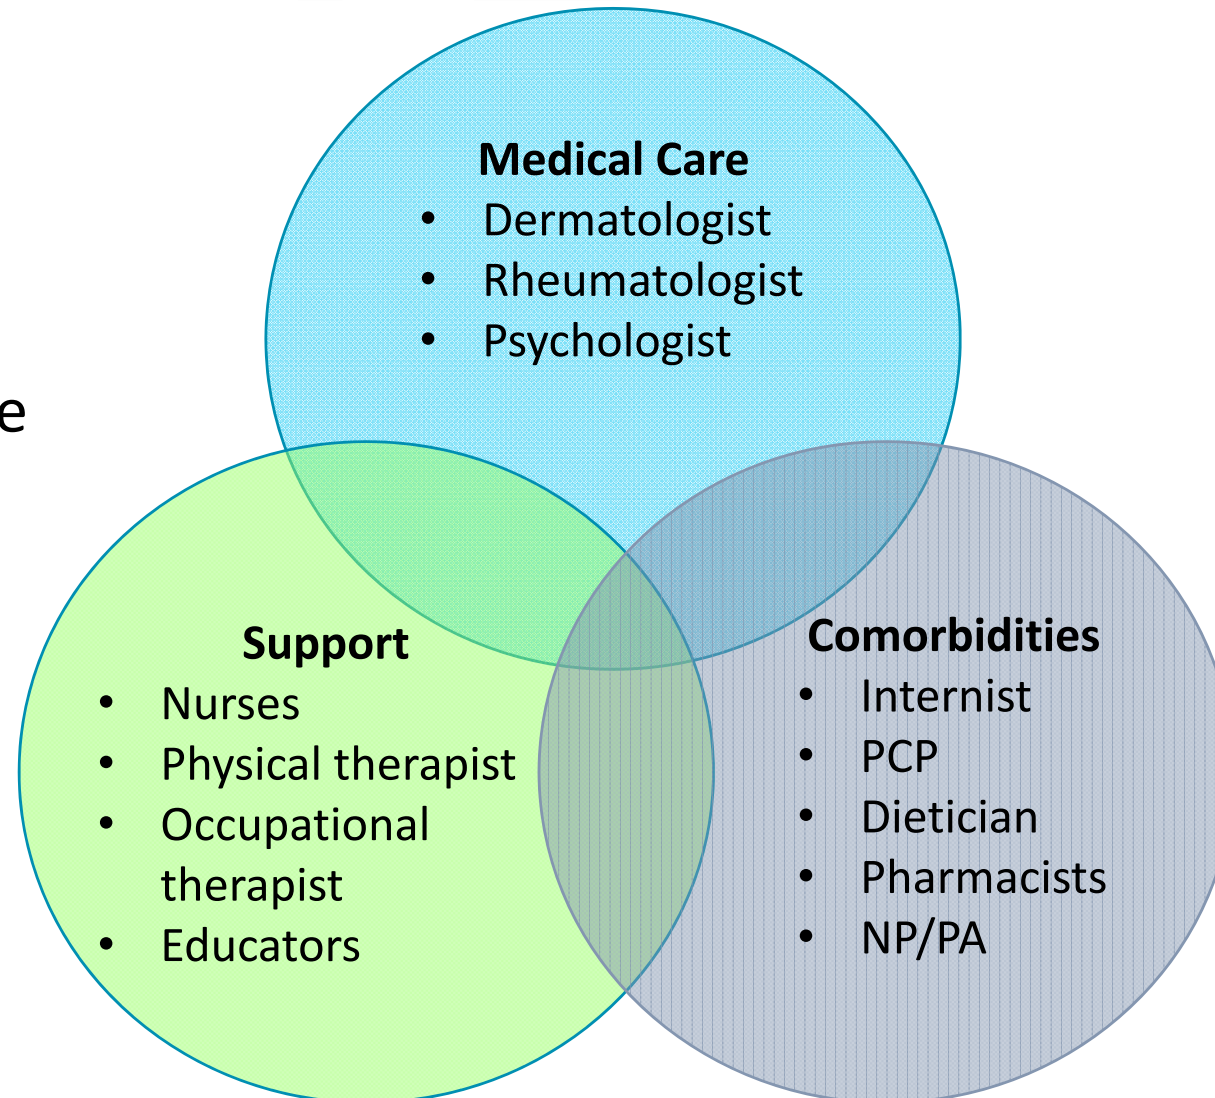 Medical Care
• Dermatologist
• Rheumatologist
• Psychologist
e
Support
• Nurses
• Physical therapist
• Occupational
therapist
• Educators
Comorbidities
• Internist
• PCP
• Dietician
• Pharmacists
• NP/PA